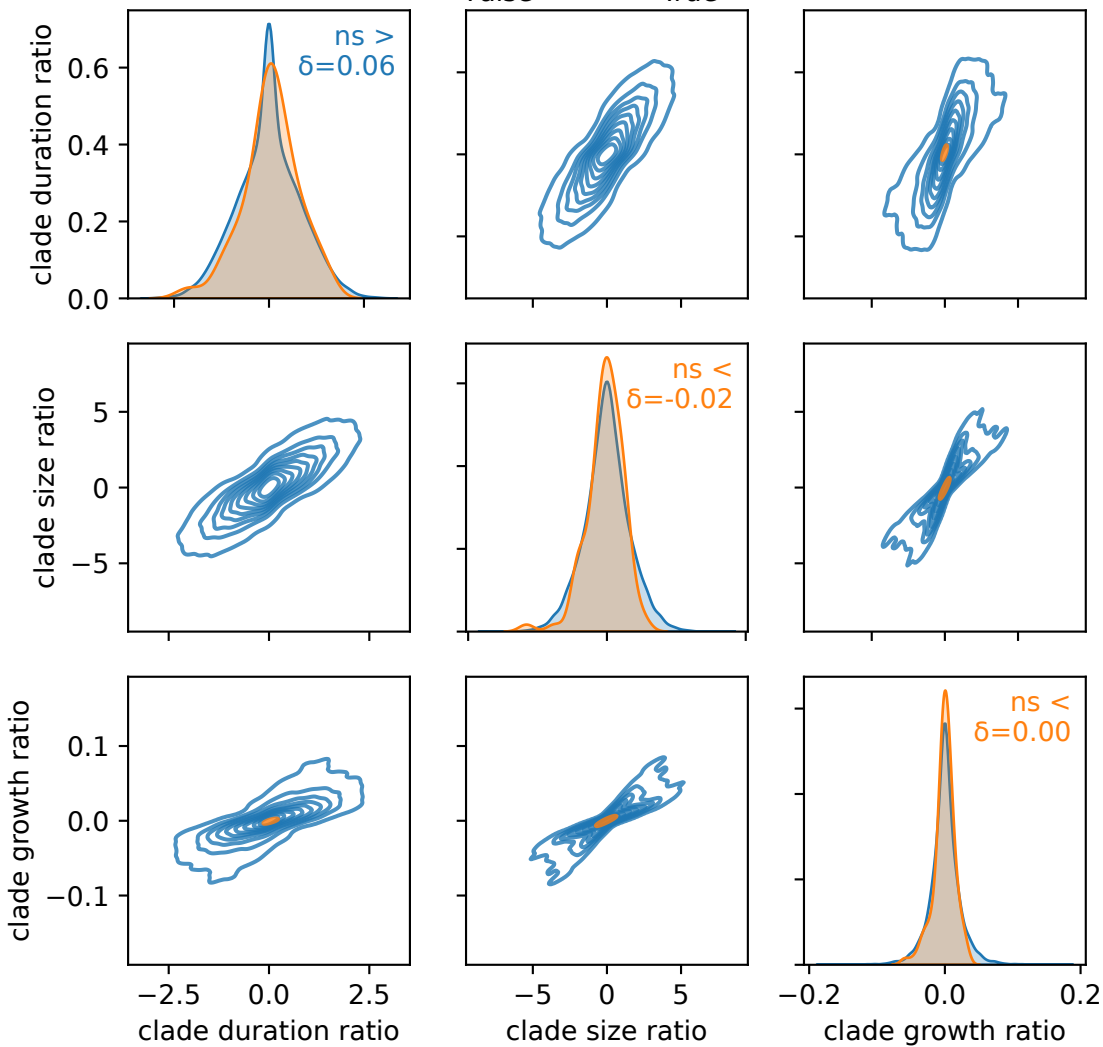 clade duration ratio
0.6
0.4
0.2
0.0
ns >
δ=0.06
clade size ratio
5
0
−5
ns <
δ=-0.02
clade growth ratio
0.1
0.0
−0.1
ns <
δ=0.00
−2.5 0.0 2.5
−5 0 5
−0.2 0.0 0.2
clade duration ratio
clade size ratio
clade growth ratio